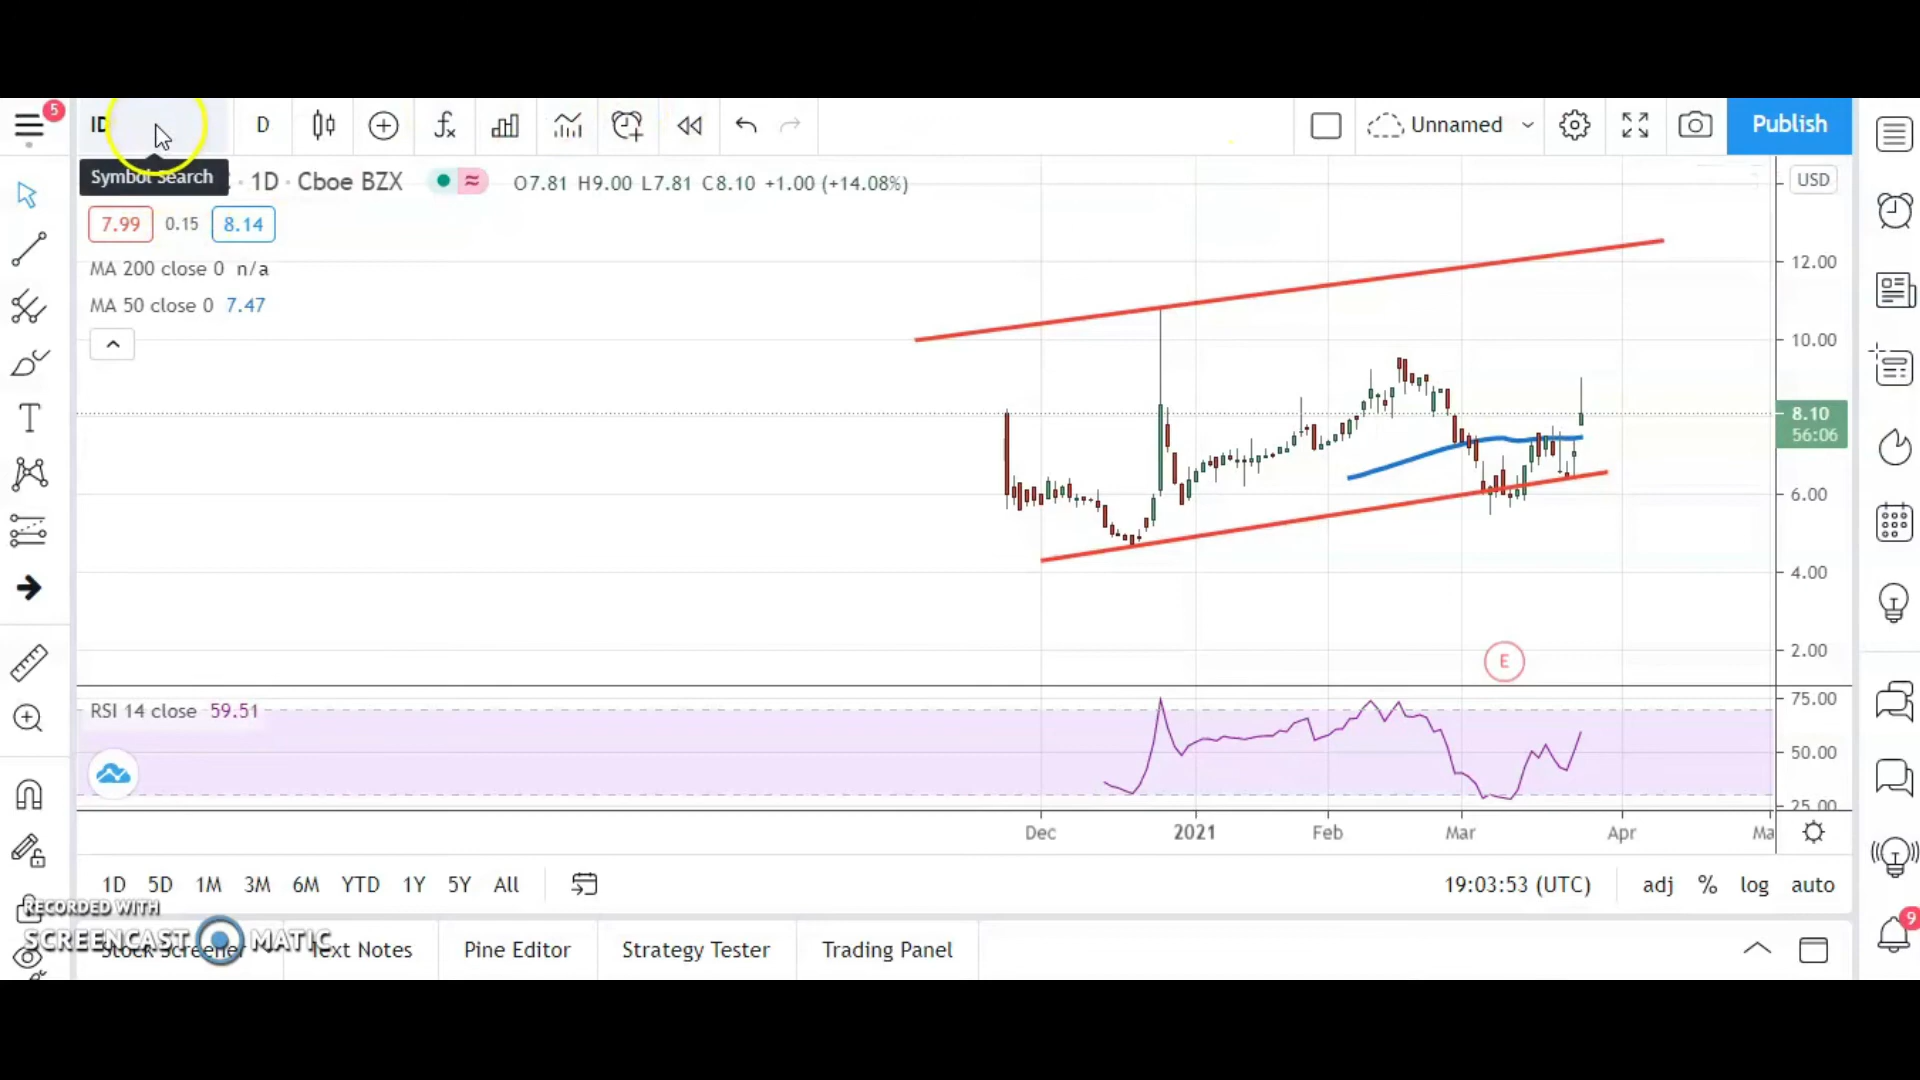 5
D Unnamed Publish
Symbol Search · 1D · Cboe BZX O7.81 H9.00 L7.81 C8.10 +1.00 (+14.08%) USD
7.99 0.15 8.14
MA 200 close 0 n/a
12.00
MA 50 close 0 7.47
10.00
8.10
56:06
6.00
4.00
2.00
E
RSI 14 close 59.51
75.00
50.00
25.00
Dec 2021 Feb Mar Apr
1D 5D 1M 3M 6M YTD 1Y 5Y All 19:03:53 (UTC) adj % log auto
RECORDED WITH
SCREENCAST MATIC
9
Stock Screener Text Notes Pine Editor Strategy Tester Trading Panel